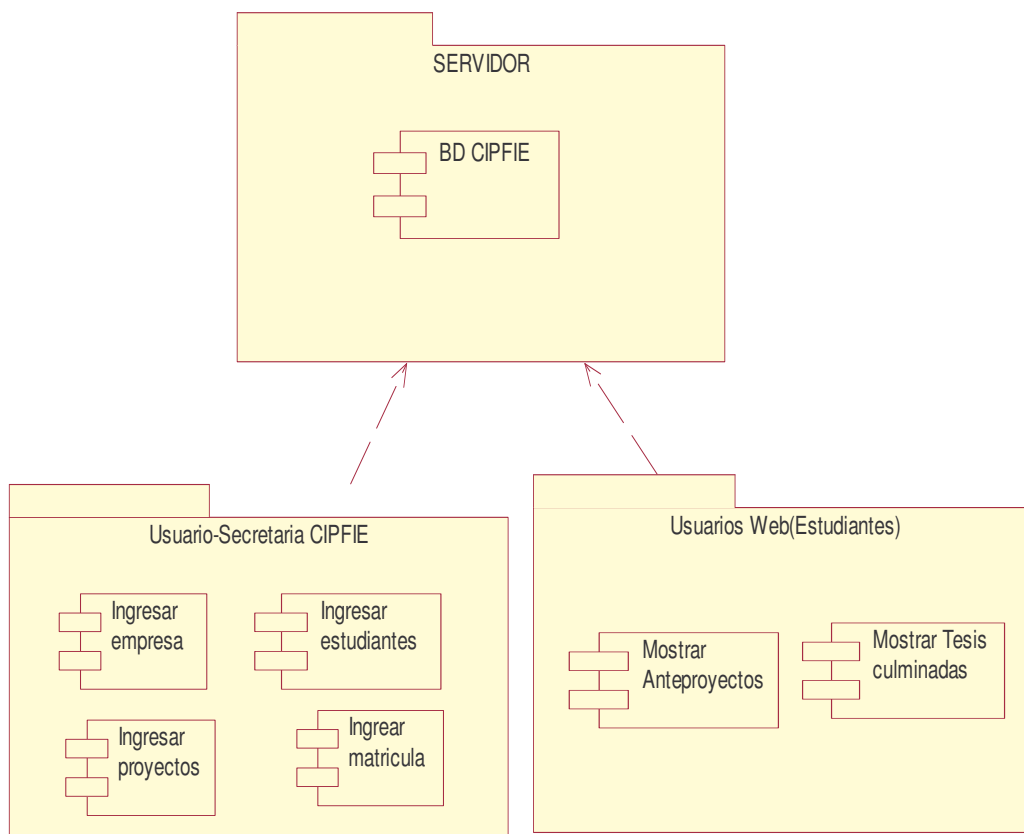 SERVIDOR
BD CIPFIE
Usuario-Secretaria CIPFIE
Ingresar
empresa
Ingresar
estudiantes
Ingresar
proyectos
Ingrear
matricula
Usuarios Web(Estudiantes)
Mostrar
Anteproyectos
Mostrar Tesis
culminadas